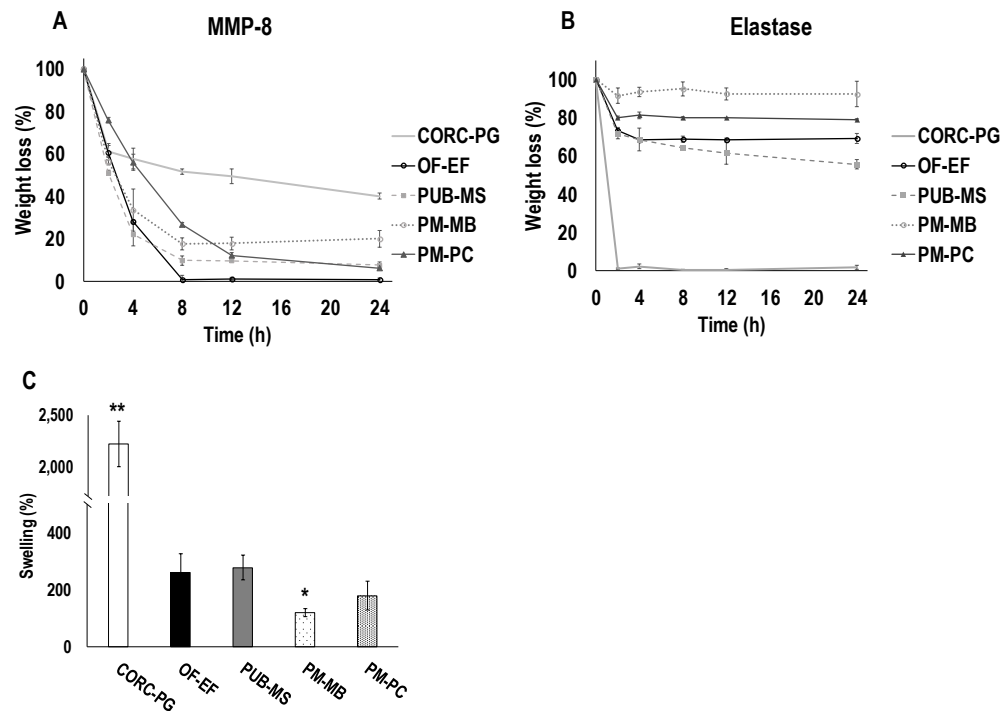 A
MMP-8
Weight loss (%)
100
80
60
40
20
0
0 4 8 12 16 20 24
Time (h)
CORC-PG
OF-EF
PUB-MS
PM-MB
PM-PC
B
Elastase
Weight loss (%)
100
80
60
40
20
0
0 4 8 12 16 20 24
Time (h)
CORC-PG
OF-EF
PUB-MS
PM-MB
PM-PC
C
Swelling (%)
2,500
2,000
400
200
0
**
*
CORC-PG
OF-EF
PUB-MS
PM-MB
PM-PC